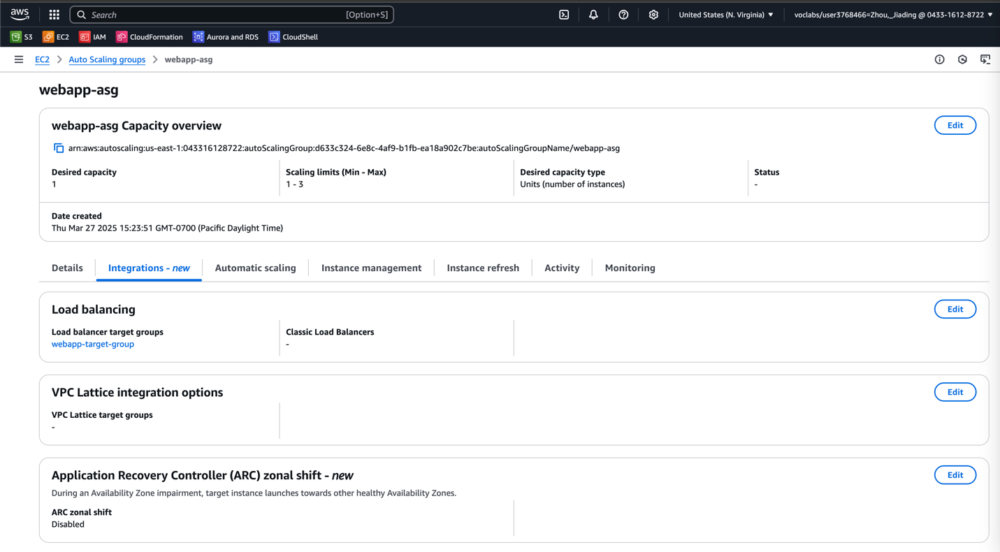 aws
Search [Option+S]
United States (N. Virginia)
voclabs/user3768466=Zhou,_Jiading @ 0433-1612-8722
S3
EC2
IAM
CloudFormation
Aurora and RDS
CloudShell
EC2
Auto Scaling groups
webapp-asg
webapp-asg
webapp-asg Capacity overview
Edit
arn:aws:autoscaling:us-east-1:043316128722:autoScalingGroup:d633c324-6e8c-4af9-b1fb-ea18a902c7be:autoScalingGroupName/webapp-asg
Desired capacity
1
Scaling limits (Min - Max)
1 - 3
Desired capacity type
Units (number of instances)
Status
-
Date created
Thu Mar 27 2025 15:23:51 GMT-0700 (Pacific Daylight Time)
Details
Integrations - new
Automatic scaling
Instance management
Instance refresh
Activity
Monitoring
Load balancing
Edit
Load balancer target groups
webapp-target-group
Classic Load Balancers
-
VPC Lattice integration options
Edit
VPC Lattice target groups
-
Application Recovery Controller (ARC) zonal shift - new
Edit
During an Availability Zone impairment, target instance launches towards other healthy Availability Zones.
ARC zonal shift
Disabled